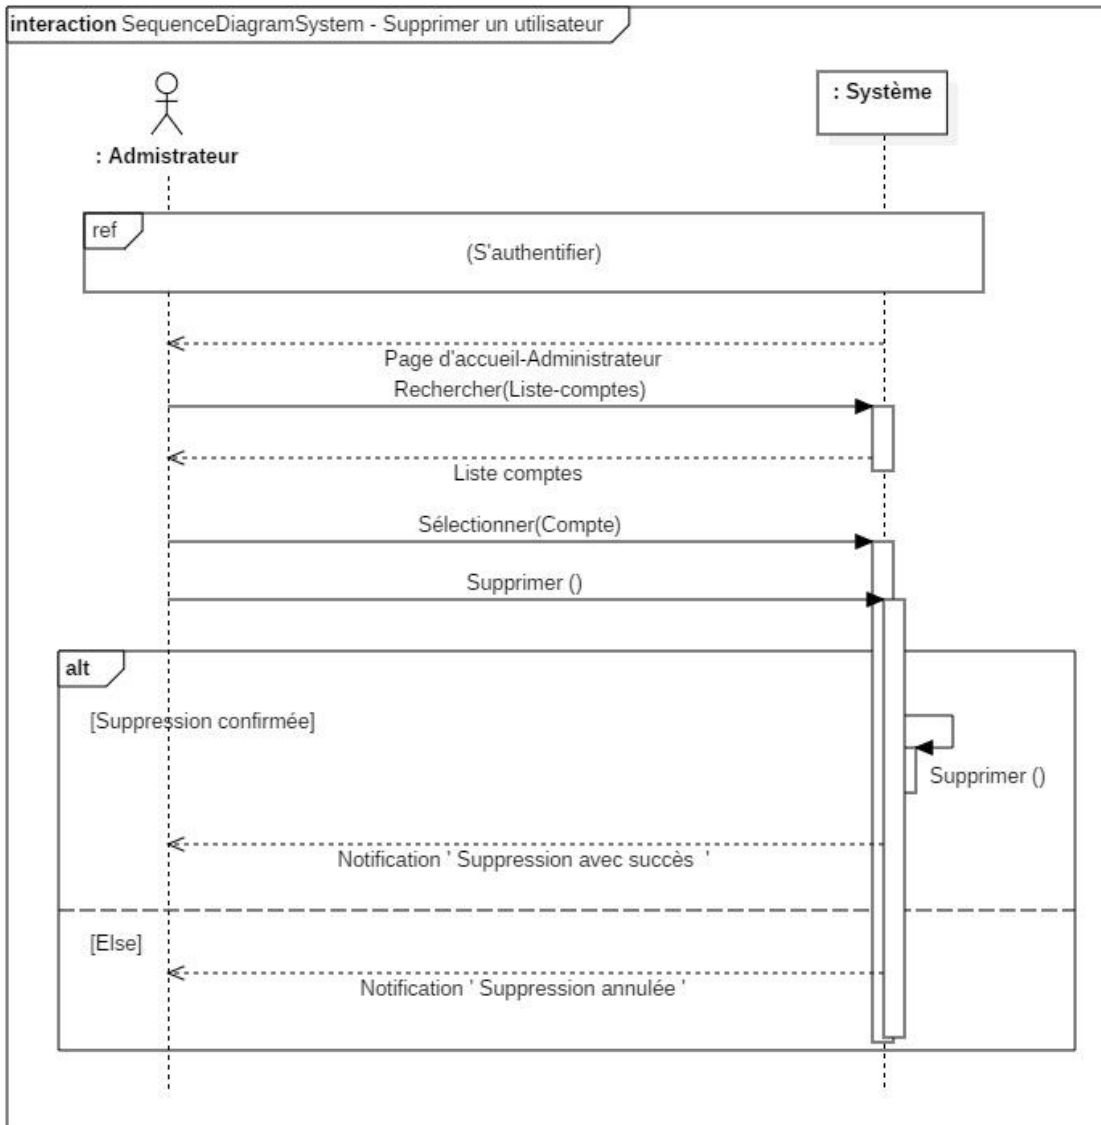 interaction SequenceDiagramSystem - Supprimer un utilisateur
: Système
: Admistrateur
ref
(S'authentifier)
Page d'accueil-Administrateur
Rechercher(Liste-comptes)
Liste comptes
Sélectionner(Compte)
Supprimer ()
alt
[Suppression confirmée]
Supprimer ()
Notification ' Suppression avec succès '
[Else]
Notification ' Suppression annulée '